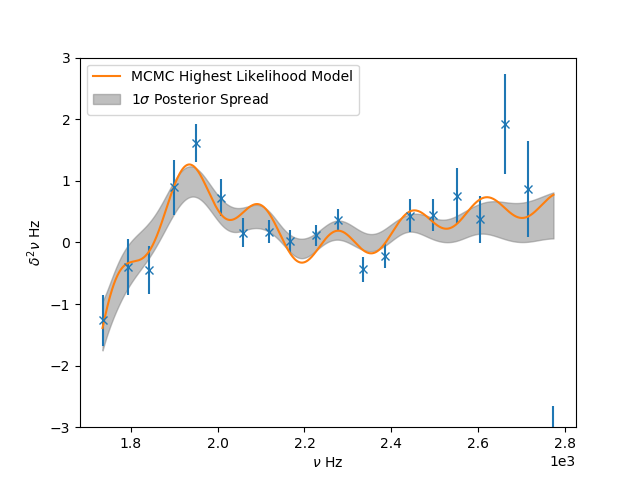 MCMC Highest Likelihood Model
1σ Posterior Spread
3
2
1
0
−1
−2
−3
δ²ν Hz
1.8
2.0
2.2
2.4
2.6
2.8
1e3
ν Hz